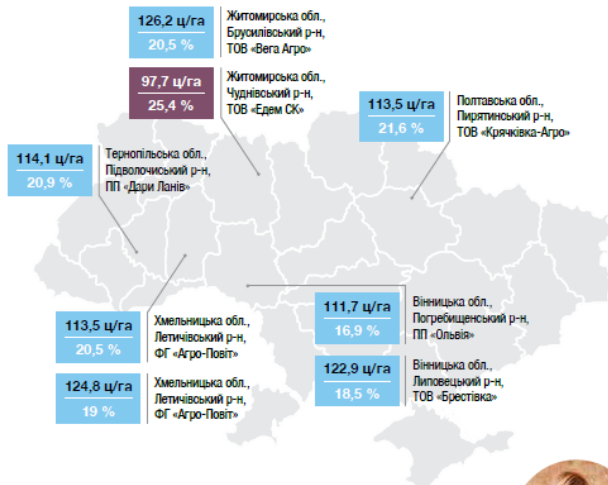 126,2 ц/га
20,5 %
Житомирська обл.,
Брусилівський р-н,
ТОВ «Вега Агро»
97,7 ц/га
25,4 %
Житомирська обл.,
Чуднівський р-н,
ТОВ «Едем СК»
113,5 ц/га
21,6 %
Полтавська обл.,
Пирятинський р-н,
ТОВ «Крячківка-Агро»
114,1 ц/га
20,9 %
Тернопільська обл.,
Підволочиський р-н,
ПП «Дари Ланів»
113,5 ц/га
20,5 %
Хмельницька обл.,
Летичівський р-н,
ФГ «Агро-Повіт»
111,7 ц/га
16,9 %
Вінницька обл.,
Погребищенський р-н,
ПП «Ольвія»
124,8 ц/га
19 %
Хмельницька обл.,
Летичівський р-н,
ФГ «Агро-Повіт»
122,9 ц/га
18,5 %
Вінницька обл.,
Липовецький р-н,
ТОВ «Брестівка»